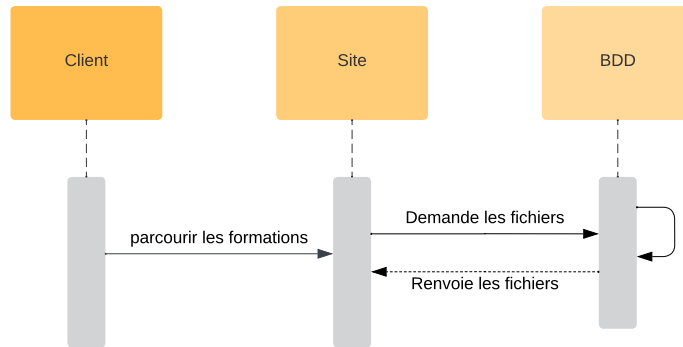 Client
Site
BDD
Demande les fichiers
parcourir les formations
Renvoie les fichiers